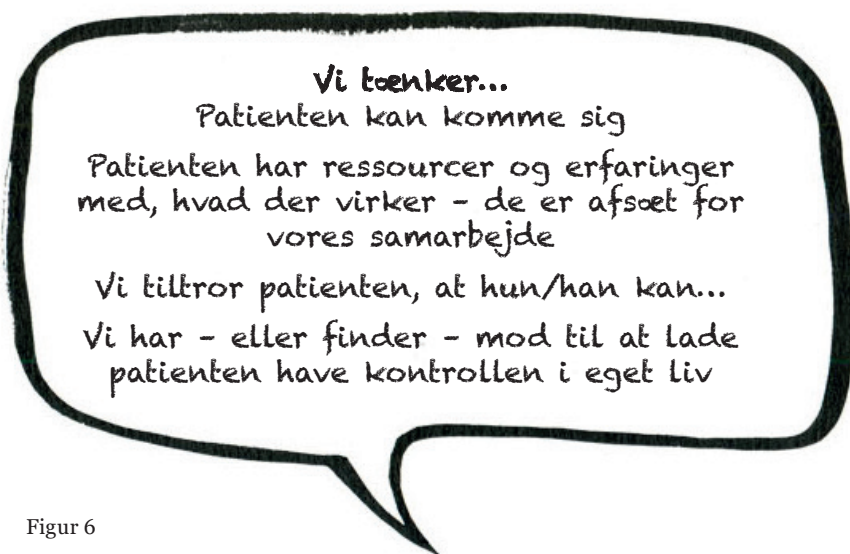 Vi tænker...
Patienten kan komme sig
Patienten har ressourcer og erfaringer
med, hvad der virker – de er afsæt for
vores samarbejde
Vi tiltror patienten, at hun/han kan...
Vi har – eller finder – mod til at lade
patienten have kontrollen i eget liv
Figur 6